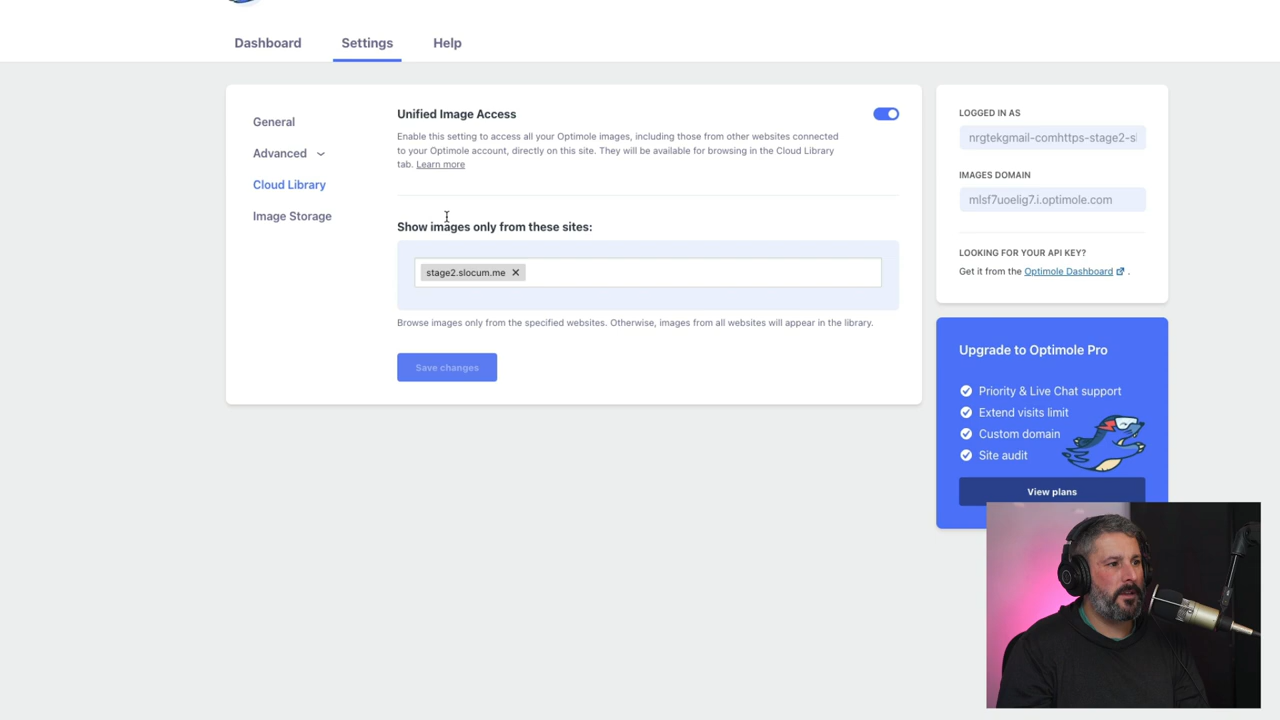 Dashboard
Settings
Help
General
Advanced
Cloud Library
Image Storage
Unified Image Access
Enable this setting to access all your Optimole images, including those from other websites connected
to your Optimole account, directly on this site. They will be available for browsing in the Cloud Library
tab. Learn more
Show images only from these sites:
stage2.slocum.me ×
Browse images only from the specified websites. Otherwise, images from all websites will appear in the library.
Save changes
LOGGED IN AS
nrgtekgmail-comhttps-stage2-sl
IMAGES DOMAIN
mlsf7uoelig7.i.optimole.com
LOOKING FOR YOUR API KEY?
Get it from the Optimole Dashboard .
Upgrade to Optimole Pro
Priority & Live Chat support
Extend visits limit
Custom domain
Site audit
View plans